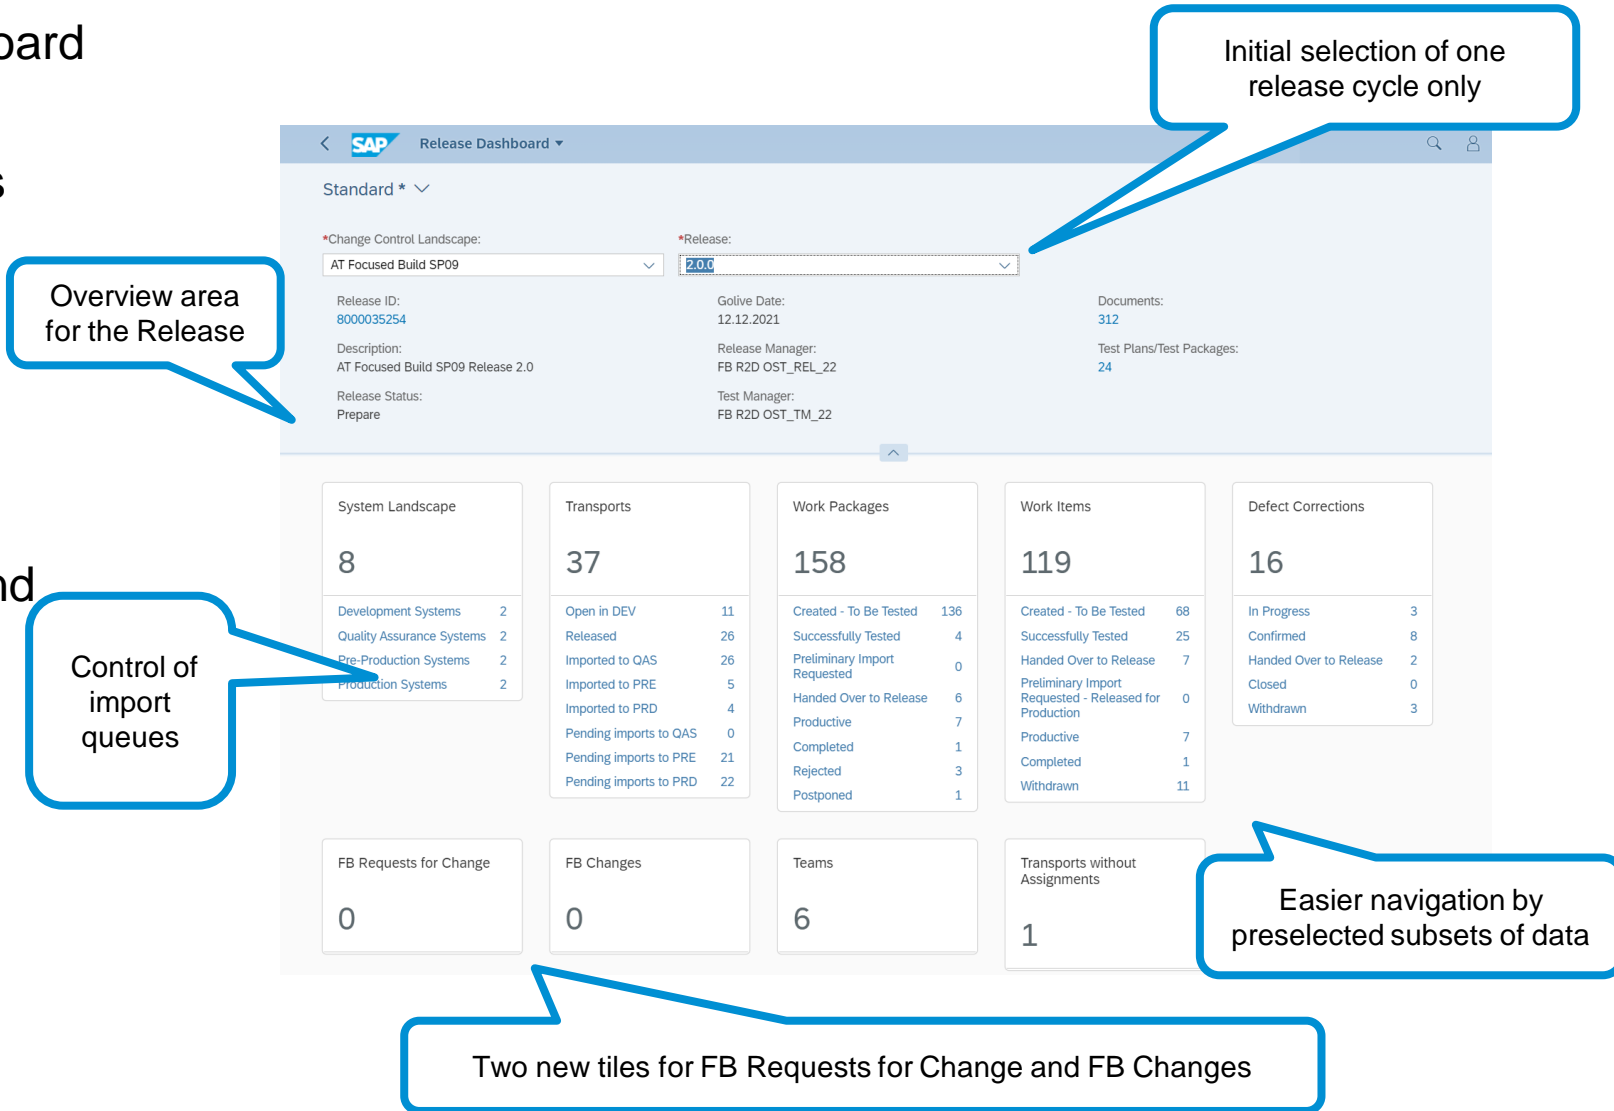 Initial selection of one
release cycle only
SAP Release Dashboard
Standard *
*Change Control Landscape:
*Release:
AT Focused Build SP09
2.0.0
Overview area
for the Release
Release ID:
8000035254
Golive Date:
12.12.2021
Documents:
312
Description:
AT Focused Build SP09 Release 2.0
Release Manager:
FB R2D OST_REL_22
Test Plans/Test Packages:
24
Release Status:
Prepare
Test Manager:
FB R2D OST_TM_22
System Landscape
8
Development Systems 2
Quality Assurance Systems 2
Pre-Production Systems 2
Production Systems 2
Transports
37
Open in DEV 11
Released 26
Imported to QAS 26
Imported to PRE 5
Imported to PRD 4
Pending imports to QAS 0
Pending imports to PRE 21
Pending imports to PRD 22
Work Packages
158
Created - To Be Tested 136
Successfully Tested 4
Preliminary Import
Requested 0
Handed Over to Release 6
Productive 7
Completed 1
Rejected 3
Postponed 1
Work Items
119
Created - To Be Tested 68
Successfully Tested 25
Handed Over to Release 7
Preliminary Import
Requested - Released for 0
Production
Productive 7
Completed 1
Withdrawn 11
Defect Corrections
16
In Progress 3
Confirmed 8
Handed Over to Release 2
Closed 0
Withdrawn 3
Control of
import
queues
FB Requests for Change
0
FB Changes
0
Teams
6
Transports without
Assignments
1
Easier navigation by
preselected subsets of data
Two new tiles for FB Requests for Change and FB Changes